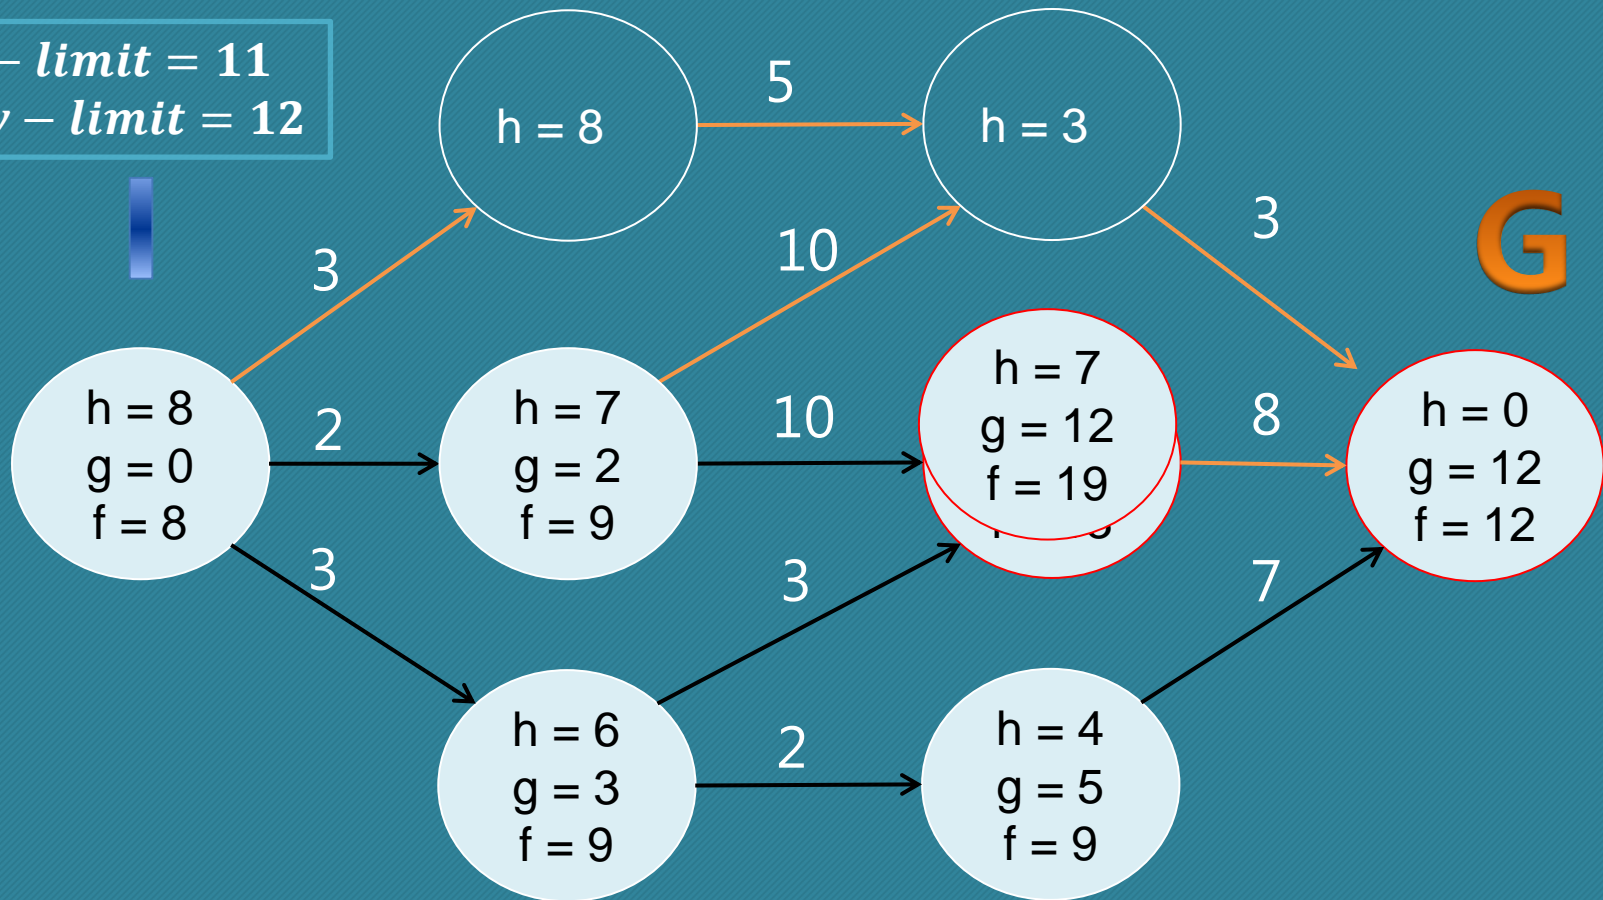 − limit = 11
− limit = 12
I
G
h = 8
5
h = 3
3
10
3
h = 8
g = 0
f = 8
2
h = 7
g = 2
f = 9
10
h = 7
g = 12
f = 19
8
h = 0
g = 12
f = 12
3
3
7
h = 6
g = 3
f = 9
2
h = 4
g = 5
f = 9